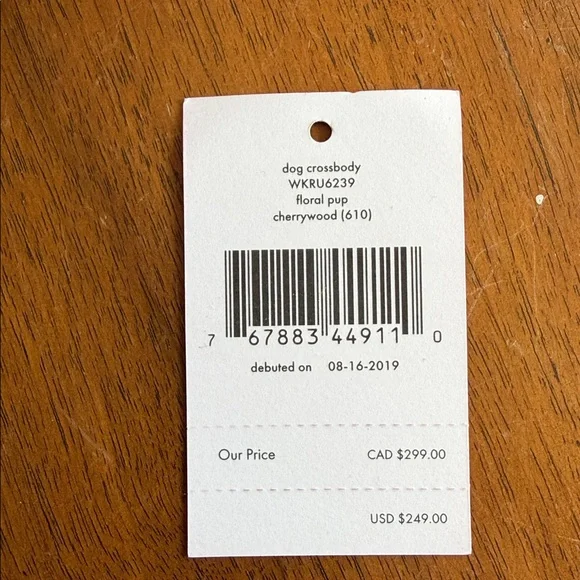 dog crossbody
WKRU6239
floral pup
cherrywood (610)
7 67883 44911 0
debuted on 08-16-2019
Our Price CAD $299.00
USD $249.00